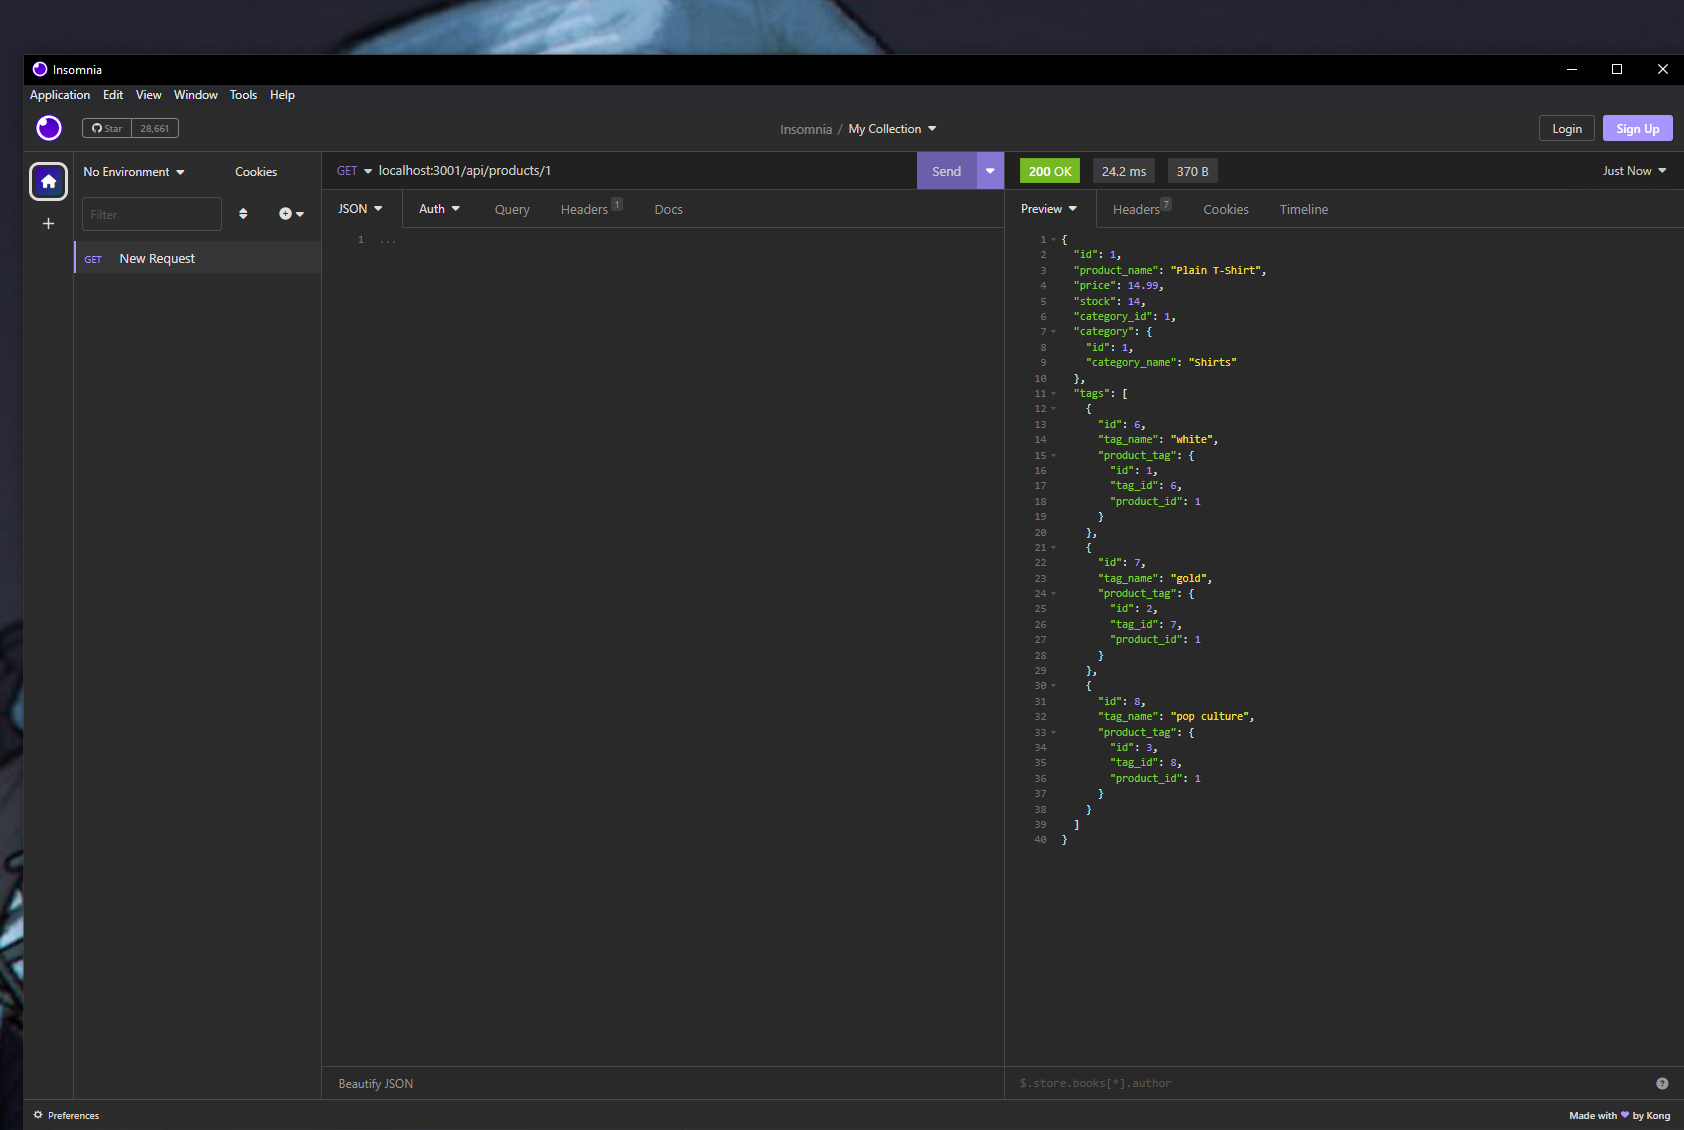 Insomnia
Application Edit View Window Tools Help
Star 28,661
Insomnia / My Collection
Login Sign Up
No Environment Cookies
Filter
GET New Request
GET localhost:3001/api/products/1 Send
JSON Auth Query Headers 1 Docs
1 ...
Beautify JSON
200 OK 24.2 ms 370 B Just Now
Preview Headers 7 Cookies Timeline
1 {
2 "id": 1,
3 "product_name": "Plain T-Shirt",
4 "price": 14.99,
5 "stock": 14,
6 "category_id": 1,
7 "category": {
8 "id": 1,
9 "category_name": "Shirts"
10 },
11 "tags": [
12 {
13 "id": 6,
14 "tag_name": "white",
15 "product_tag": {
16 "id": 1,
17 "tag_id": 6,
18 "product_id": 1
19 }
20 },
21 {
22 "id": 7,
23 "tag_name": "gold",
24 "product_tag": {
25 "id": 2,
26 "tag_id": 7,
27 "product_id": 1
28 }
29 },
30 {
31 "id": 8,
32 "tag_name": "pop culture",
33 "product_tag": {
34 "id": 3,
35 "tag_id": 8,
36 "product_id": 1
37 }
38 }
39 ]
40 }
$.store.books[*].author
Preferences
Made with ♥ by Kong